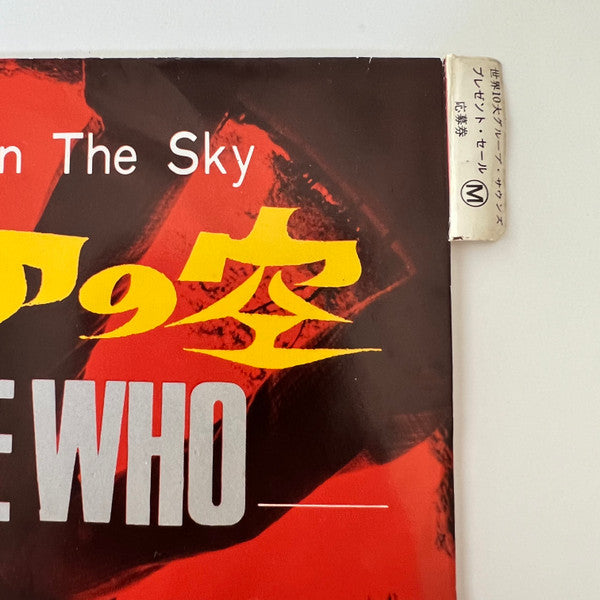 n The Sky
アの空
E WHO
世界10大グループ・サウンズ
プレゼント・セール
応募券
Ⓜ